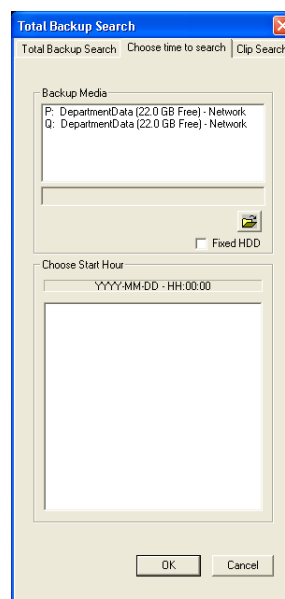 Total Backup Search
Total Backup Search Choose time to search Clip Search
Backup Media
P: DepartmentData (22.0 GB Free) - Network
Q: DepartmentData (22.0 GB Free) - Network
Fixed HDD
Choose Start Hour
YYYY-MM-DD - HH:00:00
OK Cancel